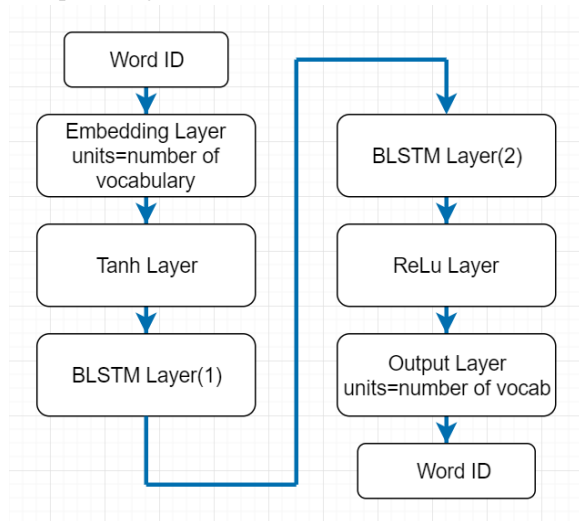 Word ID
Embedding Layer
units=number of
vocabulary
Tanh Layer
BLSTM Layer(1)
BLSTM Layer(2)
ReLu Layer
Output Layer
units=number of vocab
Word ID